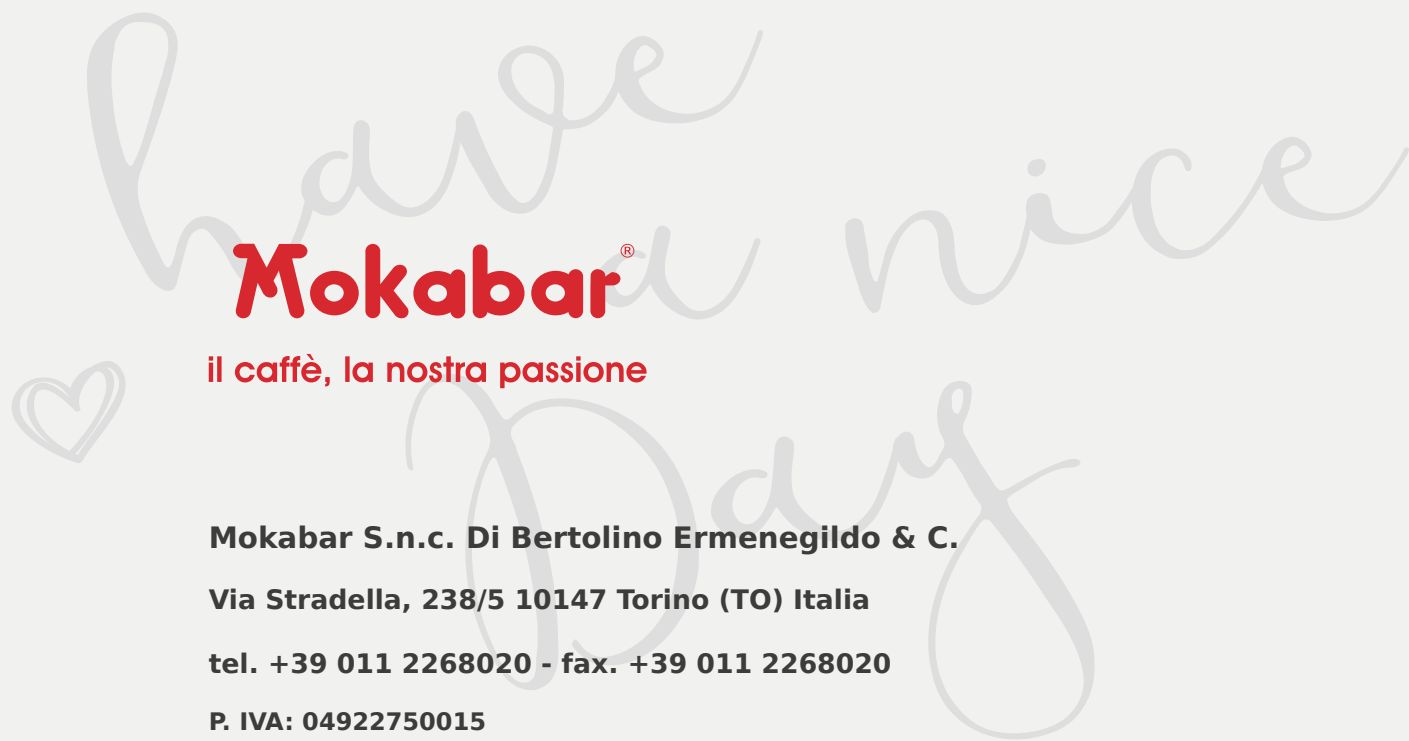 have
a nice
Mokabar®
il caffè, la nostra passione
Day
Mokabar S.n.c. Di Bertolino Ermenegildo & C.
Via Stradella, 238/5 10147 Torino (TO) Italia
tel. +39 011 2268020 - fax. +39 011 2268020
P. IVA: 04922750015